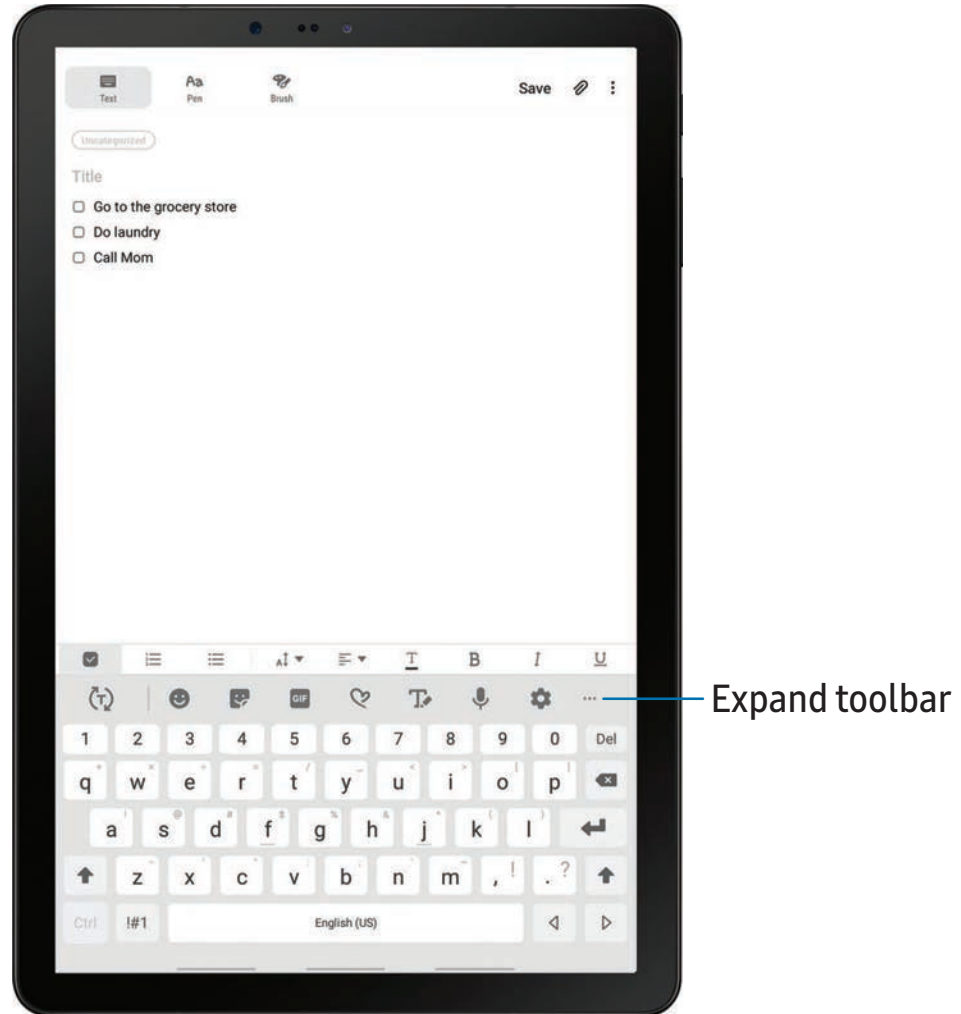 Text
Aa
Pen
Brush
Save
Uncategorized
Title
Go to the grocery store
Do laundry
Call Mom
A T B I U
T GIF T
Expand toolbar
1 2 3 4 5 6 7 8 9 0 Del
q w e r t y u i o p
a s d f g h j k l
z x c v b n m , ! . ?
Ctrl !#1 English (US)